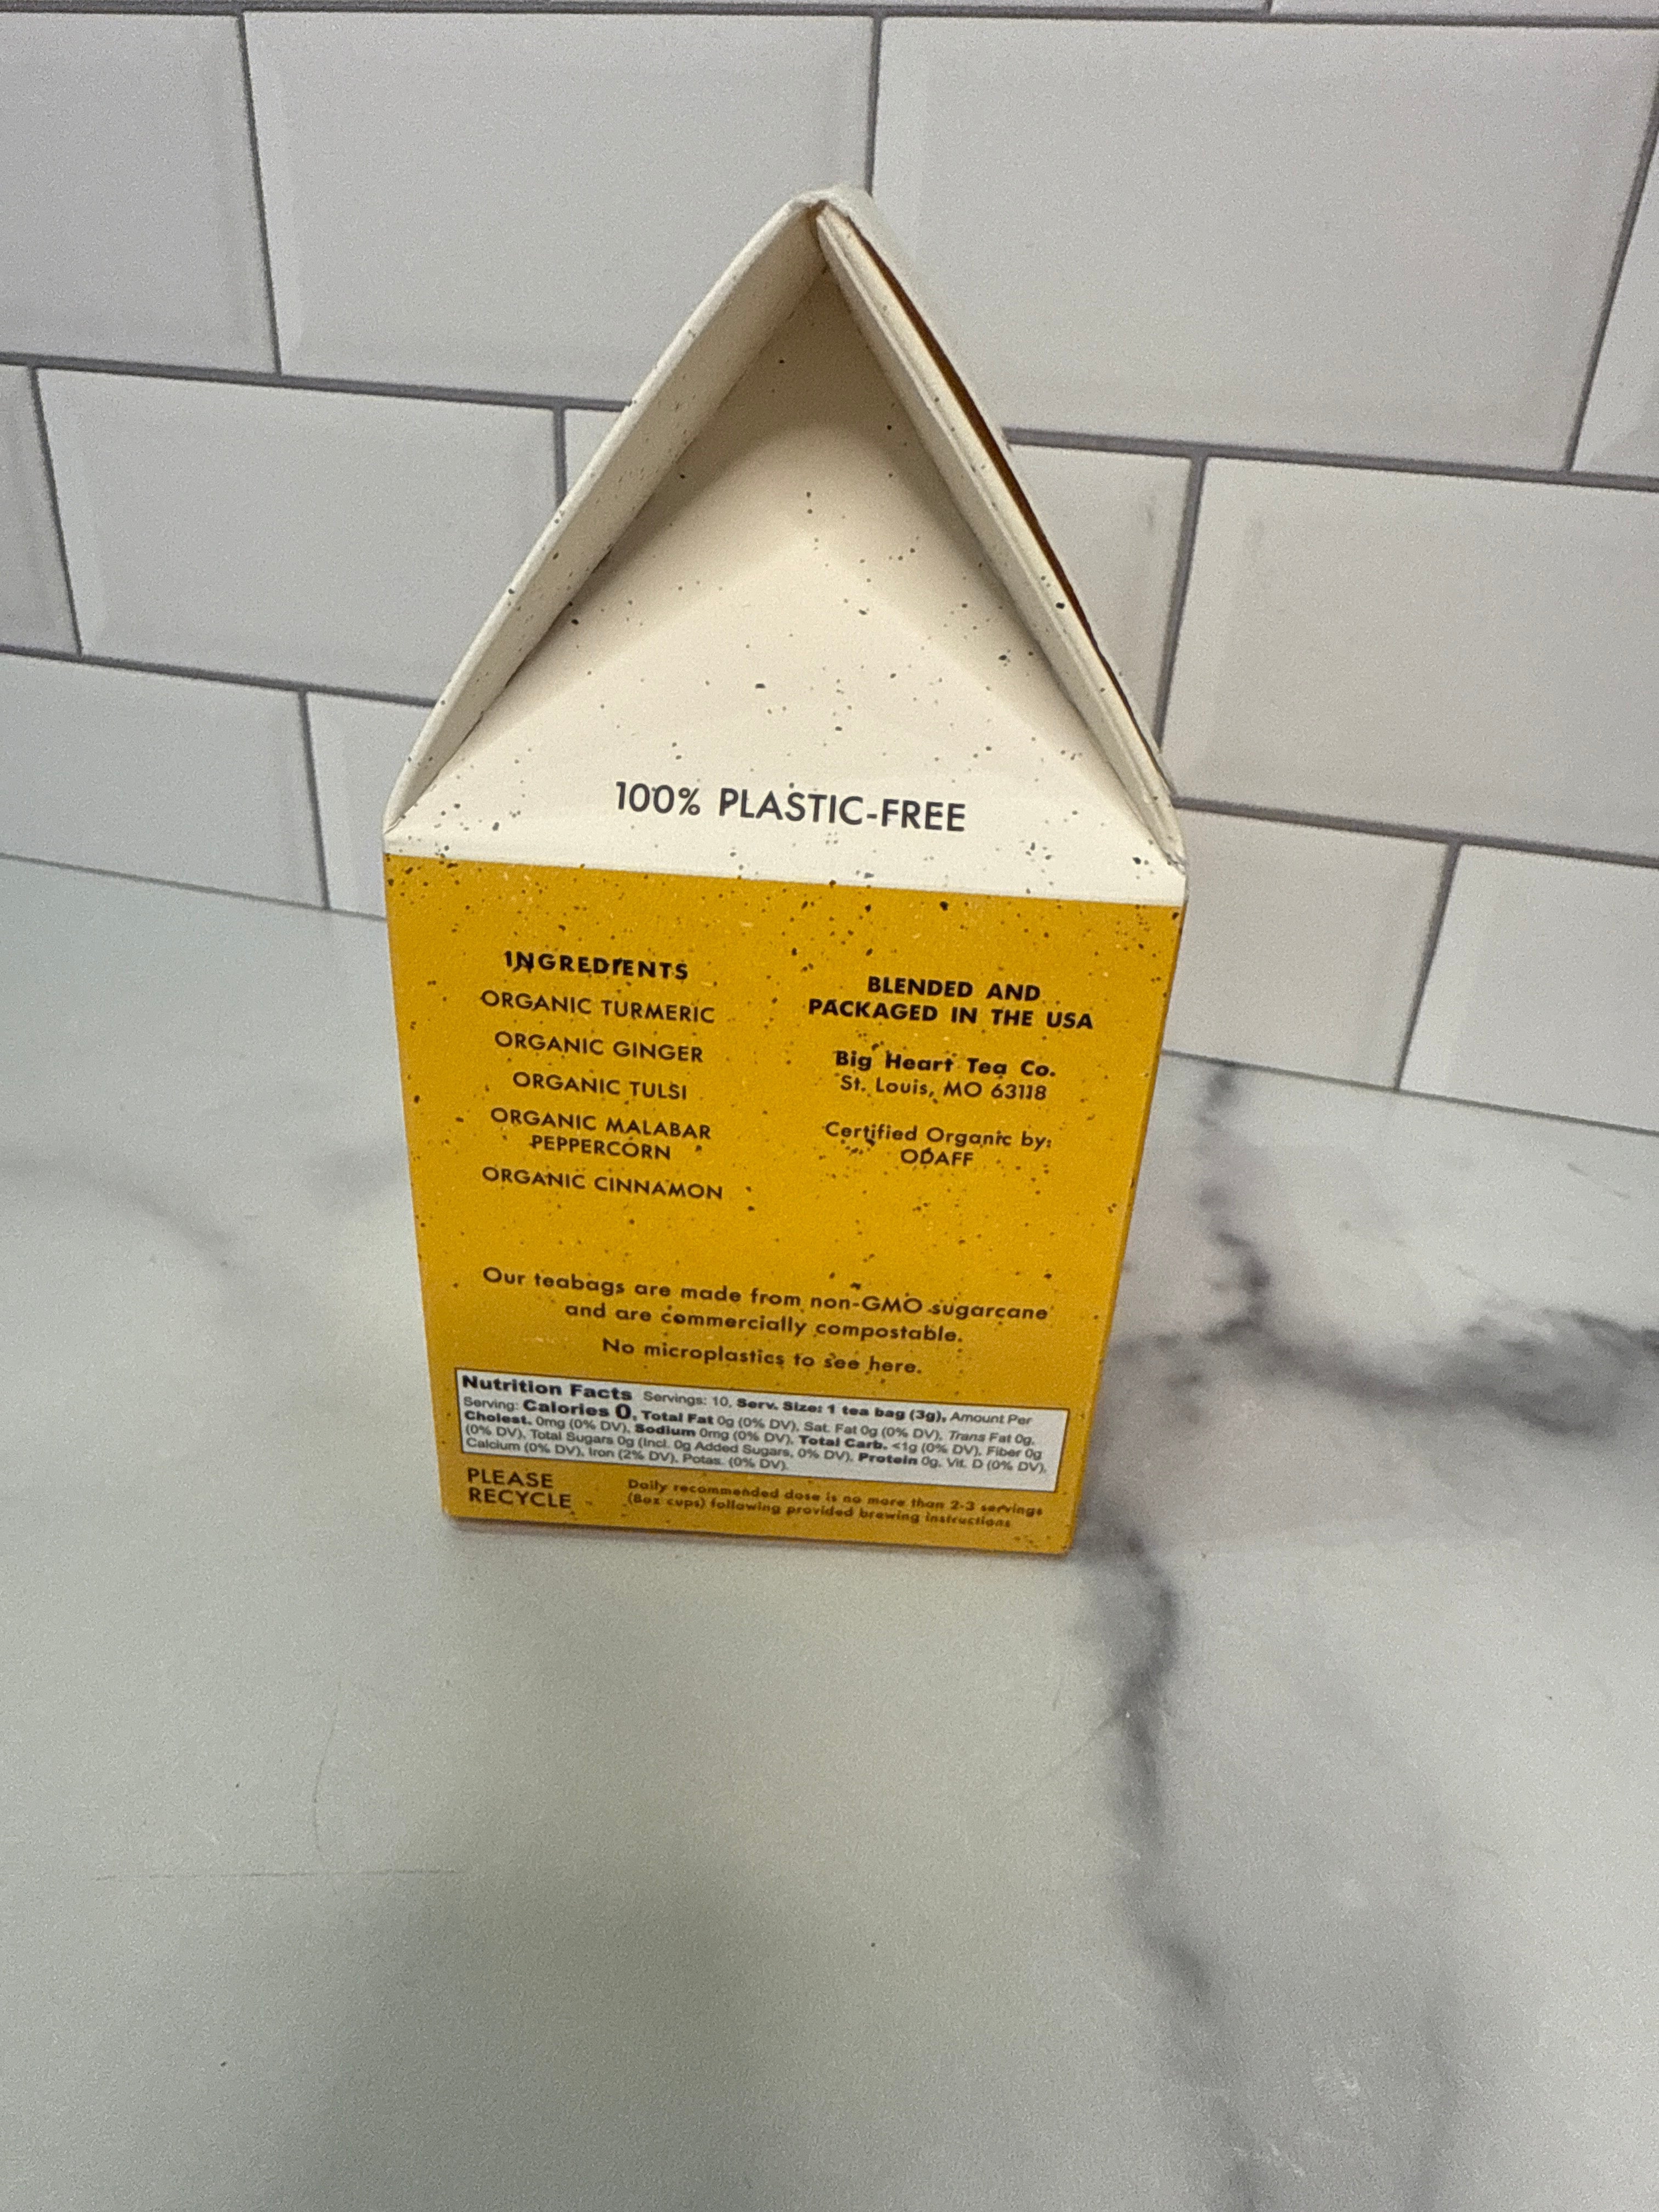 100% PLASTIC-FREE
INGREDIENTS
ORGANIC TURMERIC
ORGANIC GINGER
ORGANIC TULSI
ORGANIC MALABAR
PEPPERCORN
ORGANIC CINNAMON
BLENDED AND
PACKAGED IN THE USA
Big Heart Tea Co.
St. Louis, MO 63118
Certified Organic by:
ODAFF
Our teabags are made from non-GMO sugarcane
and are commercially compostable.
No microplastics to see here.
Nutrition Facts Servings: 10, Serv. Size: 1 tea bag (3g), Amount Per
Serving: Calories 0, Total Fat 0g (0% DV), Sat. Fat 0g (0% DV), Trans Fat 0g,
Cholest. 0mg (0% DV), Sodium 0mg (0% DV), Total Carb. <1g (0% DV), Fiber 0g
(0% DV), Total Sugars 0g (Incl. 0g Added Sugars, 0% DV), Protein 0g, Vit. D (0% DV),
Calcium (0% DV), Iron (2% DV), Potas. (0% DV).
PLEASE
RECYCLE
Daily recommended dose is no more than 2-3 servings
(8oz cups) following provided brewing instructions